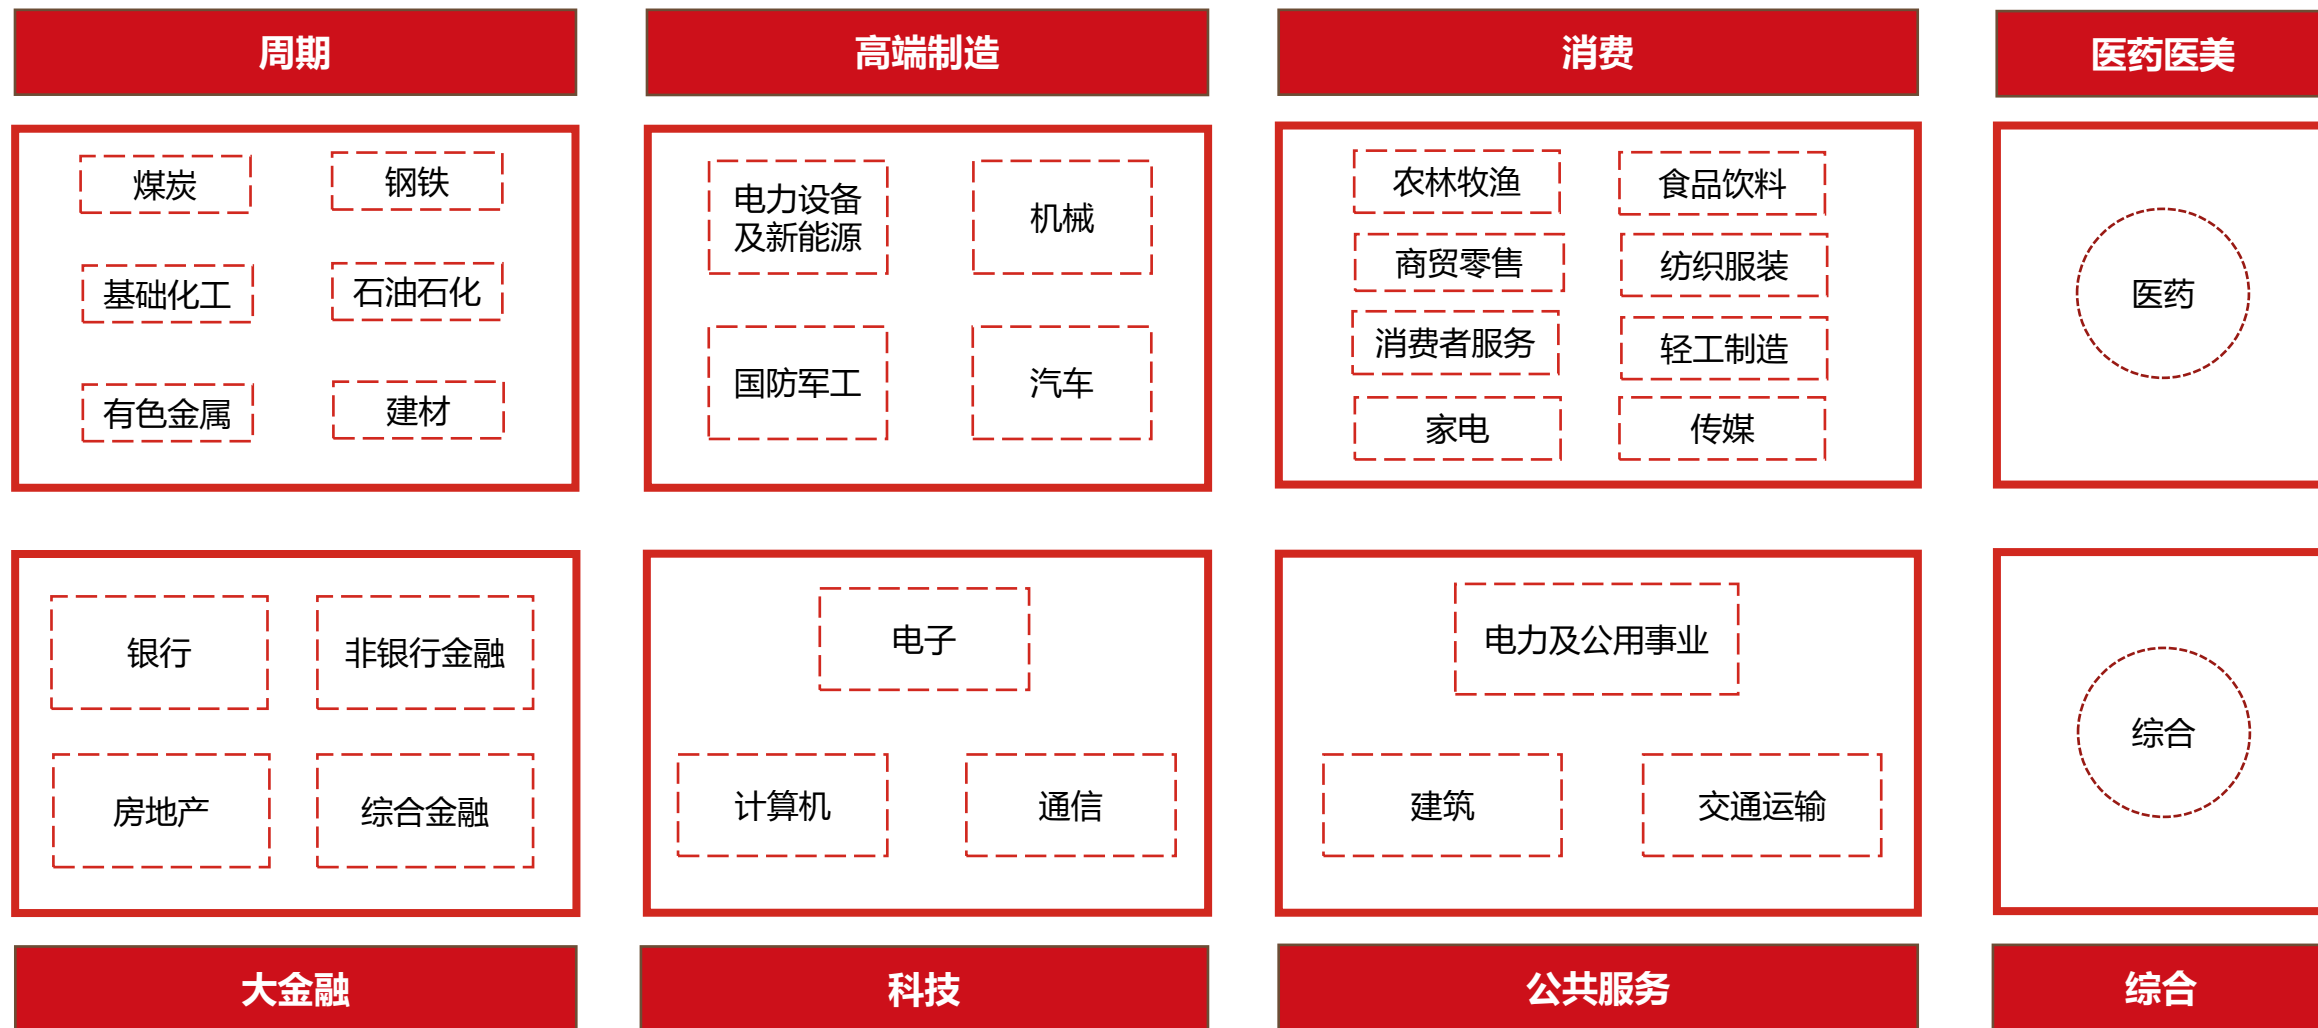 周期
高端制造
消费
医药医美
煤炭
钢铁
基础化工
石油石化
有色金属
建材
电力设备
及新能源
机械
国防军工
汽车
农林牧渔
食品饮料
商贸零售
纺织服装
消费者服务
轻工制造
家电
传媒
医药
银行
非银行金融
房地产
综合金融
电子
计算机
通信
电力及公用事业
建筑
交通运输
综合
大金融
科技
公共服务
综合